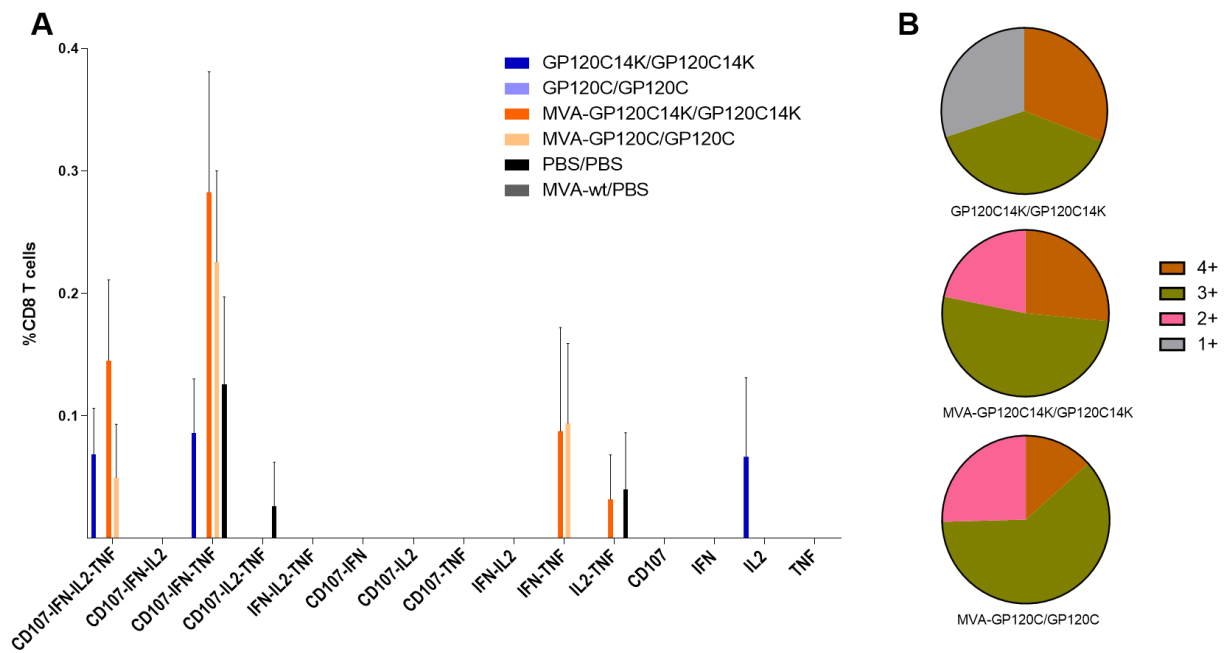 A
0.4
0.3
0.2
0.1
%CD8 T cells
GP120C14K/GP120C14K
GP120C/GP120C
MVA-GP120C14K/GP120C14K
MVA-GP120C/GP120C
PBS/PBS
MVA-wt/PBS
CD107-IFN-IL2-TNF
CD107-IFN-IL2
CD107-IFN-TNF
CD107-IL2-TNF
IFN-IL2-TNF
CD107-IFN
CD107-IL2
CD107-TNF
IFN-IL2
IFN-TNF
IL2-TNF
CD107
IFN
IL2
TNF
B
GP120C14K/GP120C14K
MVA-GP120C14K/GP120C14K
MVA-GP120C/GP120C
4+
3+
2+
1+